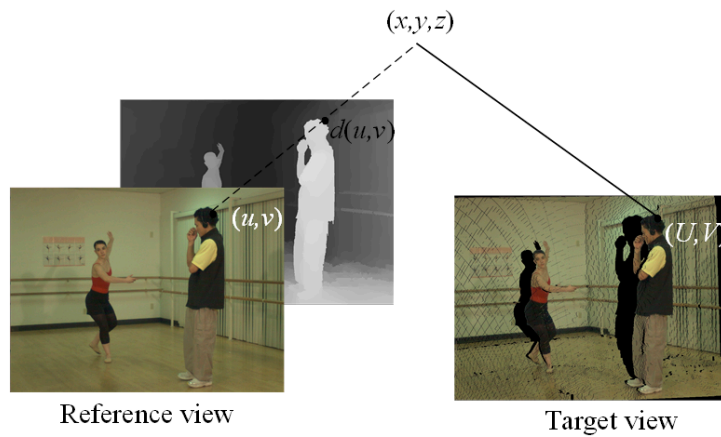 (x,y,z)
d(u,v)
(u,v)
(U,V
Reference view
Target view